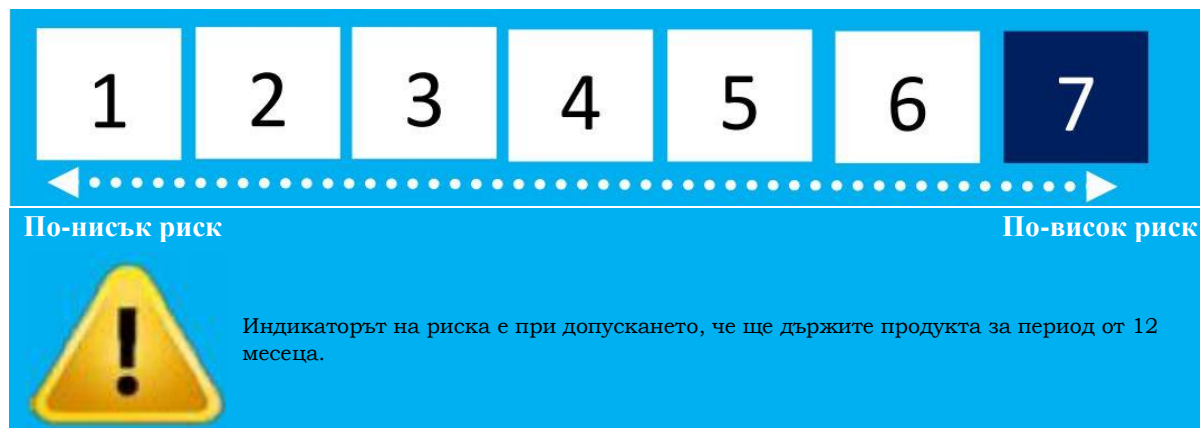 1 2 3 4 5 6 7
По-нисък риск По-висок риск
Индикаторът на риска е при допускането, че ще държите продукта за период от 12
месеца.